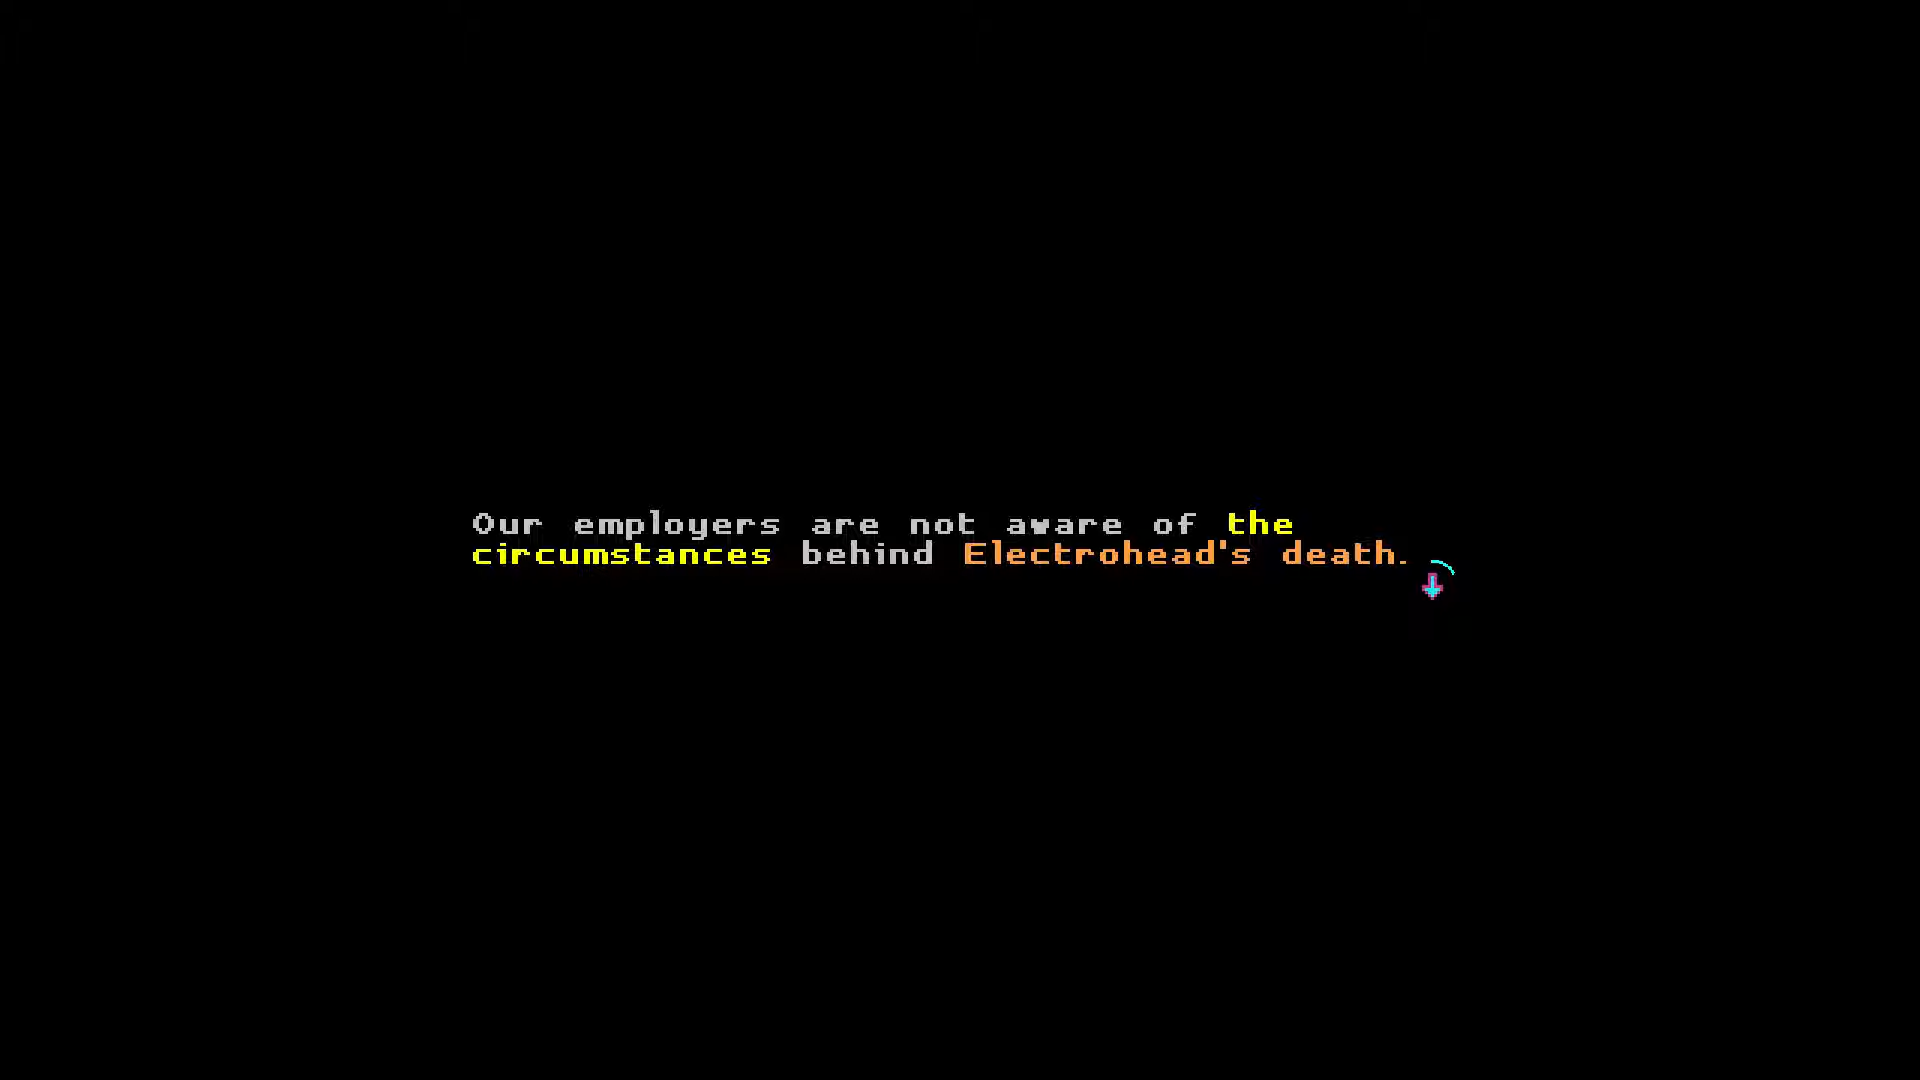 Our employers are not aware of the
circumstances behind Electrohead's death.